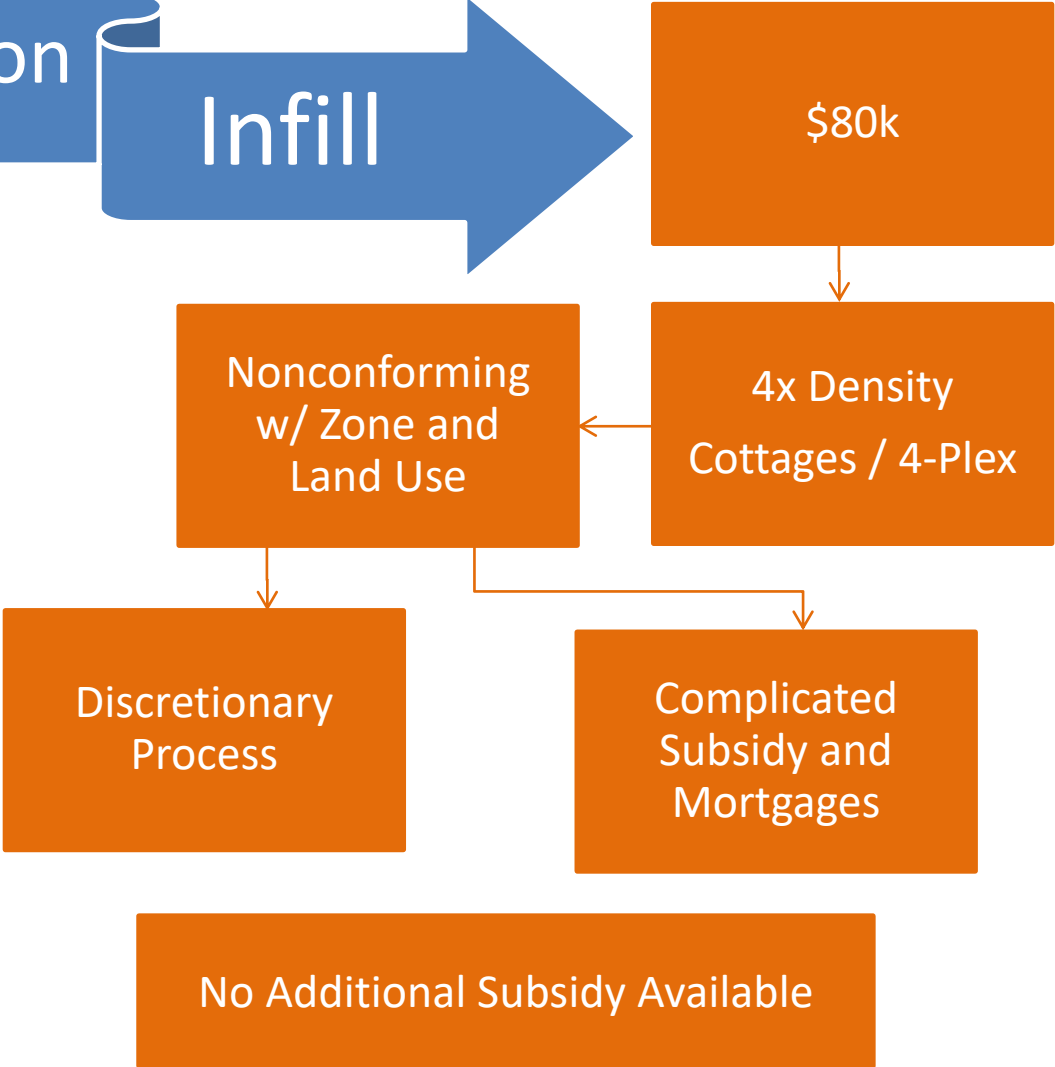 on
Infill
$80k
4x Density
Cottages / 4-Plex
Nonconforming
w/ Zone and
Land Use
Discretionary
Process
Complicated
Subsidy and
Mortgages
No Additional Subsidy Available